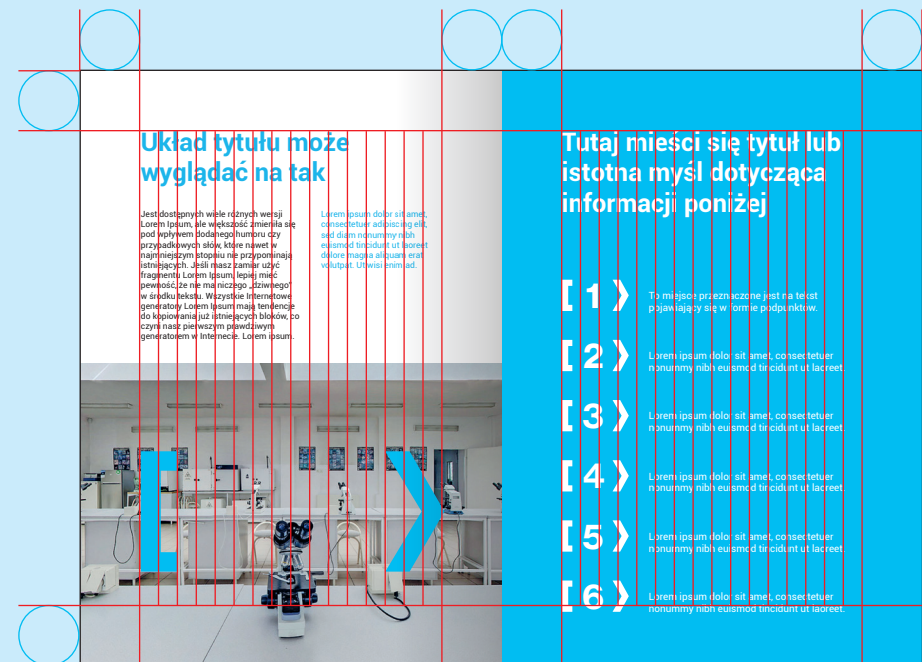 Układ tytułu może
wyglądać na tak
Jest dostępnych wiele różnych wersji
Lorem Ipsum, ale większość zmieniła się
pod wpływem dodanego humoru czy
przypadkowych słów, które nawet w
najmniejszym stopniu nie przypominają
istniejących. Jeśli masz zamiar użyć
fragmentu Lorem Ipsum, lepiej mieć
pewność, że nie ma niczego „dziwnego"
w środku tekstu. Wszystkie Internetowe
generatory Lorem Ipsum mają tendencję
do kopiowania już istniejących bloków, co
czyni nasz pierwszym prawdziwym
generatorem w Internecie. Lorem ipsum.
Lorem ipsum dolor sit amet,
consectetuer adipiscing elit,
sed diam nonummy nibh
euismod tincidunt ut laoreet
dolore magna aliquam erat
volutpat. Ut wisi enim ad.
Tutaj mieści się tytuł lub
istotna myśl dotycząca
informacji poniżej
1
To miejsce przeznaczone jest na tekst
pojawiający się w formie podpunktów.
2
Lorem ipsum dolor sit amet, consectetuer
nonummy nibh euismod tincidunt ut laoreet.
3
Lorem ipsum dolor sit amet, consectetuer
nonummy nibh euismod tincidunt ut laoreet.
4
Lorem ipsum dolor sit amet, consectetuer
nonummy nibh euismod tincidunt ut laoreet.
5
Lorem ipsum dolor sit amet, consectetuer
nonummy nibh euismod tincidunt ut laoreet.
6
Lorem ipsum dolor sit amet, consectetuer
nonummy nibh euismod tincidunt ut laoreet.